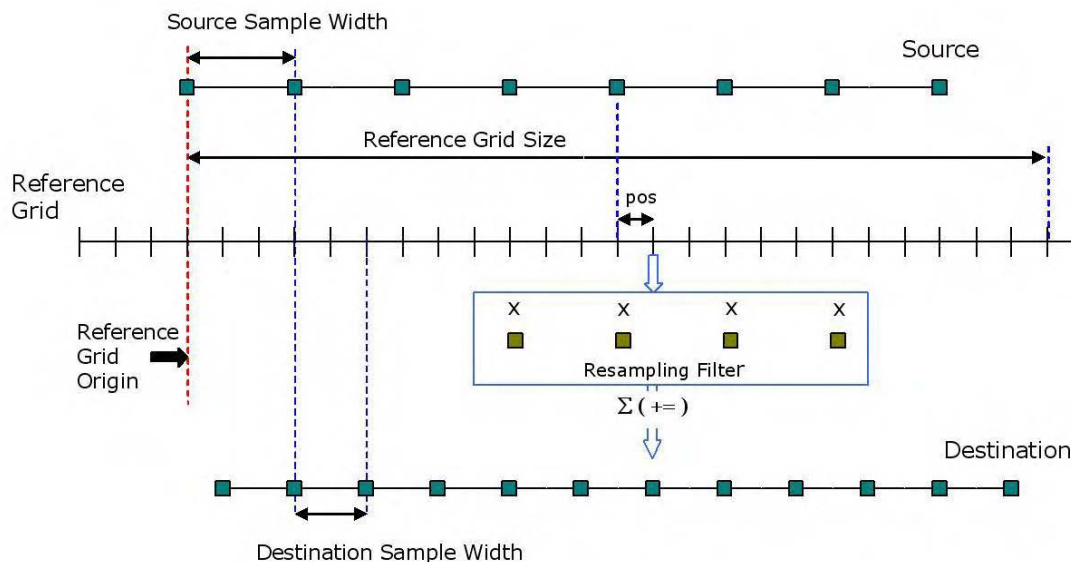 Source Sample Width
Source
Reference Grid Size
Reference
Grid
pos
x x x x
Reference
Grid
Origin
Resampling Filter
Σ ( += )
Destination
Destination Sample Width